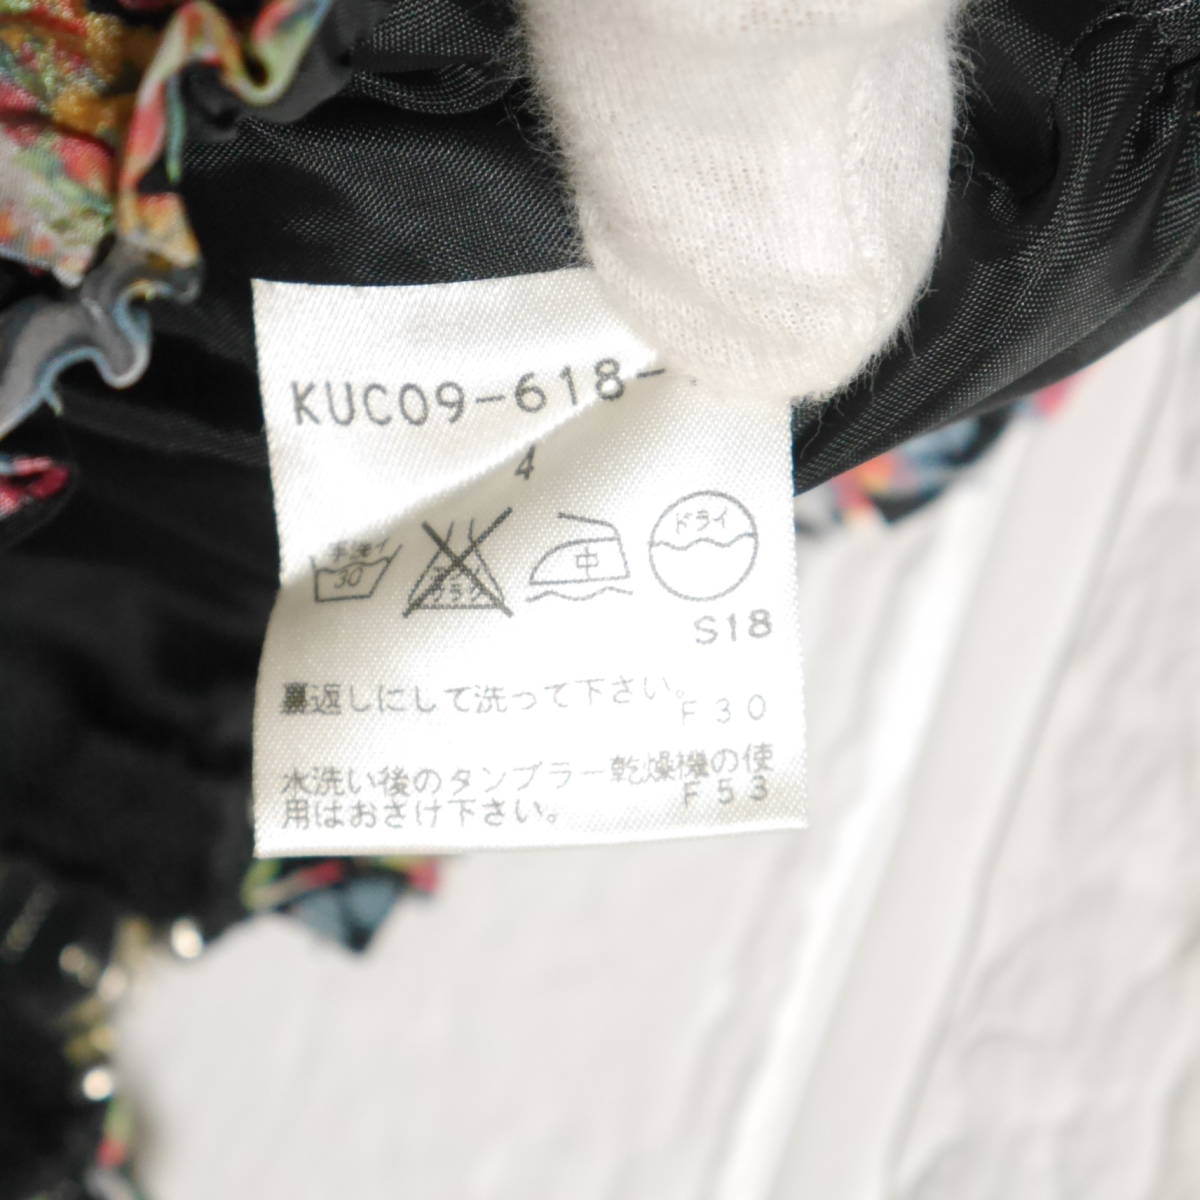 KUC09-618-
4
手洗イ
30
中
ドライ
S18
裏返しにして洗って下さい。
F30
水洗い後のタンブラー乾燥機の使
用はおさけ下さい。
F53